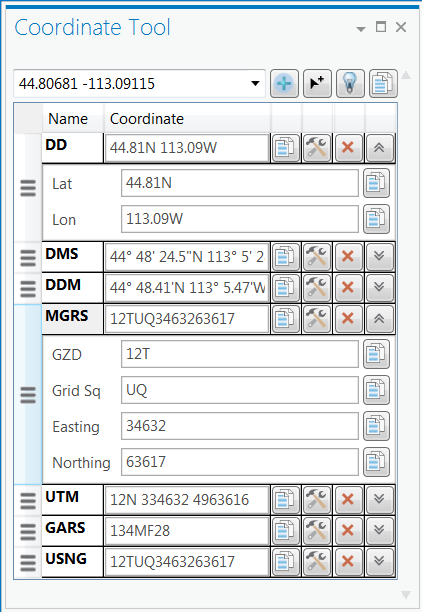 Coordinate Tool
44.80681 -113.09115
Name Coordinate
DD 44.81N 113.09W
Lat 44.81N
Lon 113.09W
DMS 44° 48' 24.5"N 113° 5' 2
DDM 44° 48.41'N 113° 5.47'W
MGRS 12TUQ3463263617
GZD 12T
Grid Sq UQ
Easting 34632
Northing 63617
UTM 12N 334632 4963616
GARS 134MF28
USNG 12TUQ3463263617